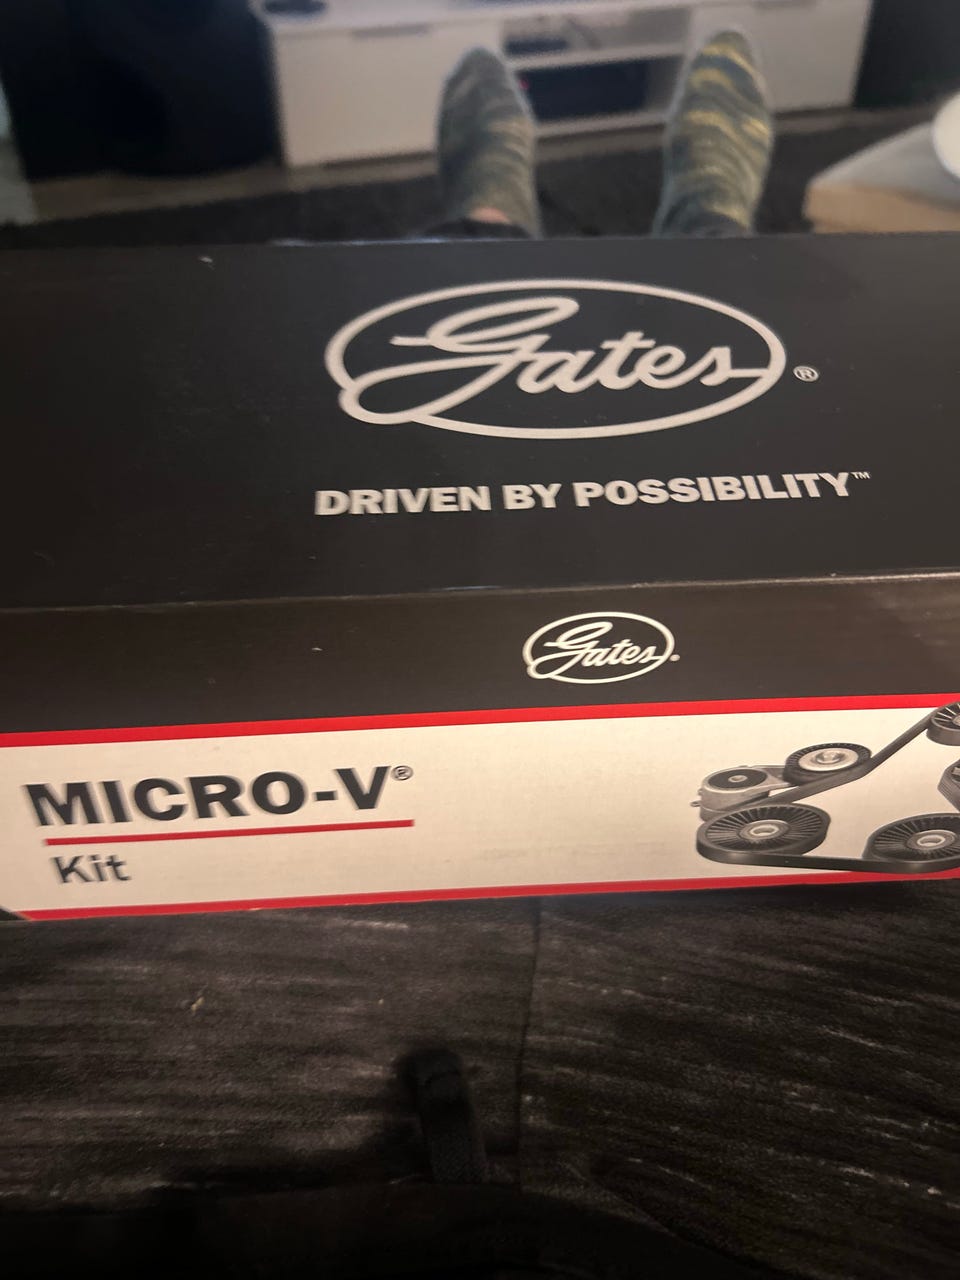 Gates®
DRIVEN BY POSSIBILITY™
Gates®
MICRO-V®
Kit